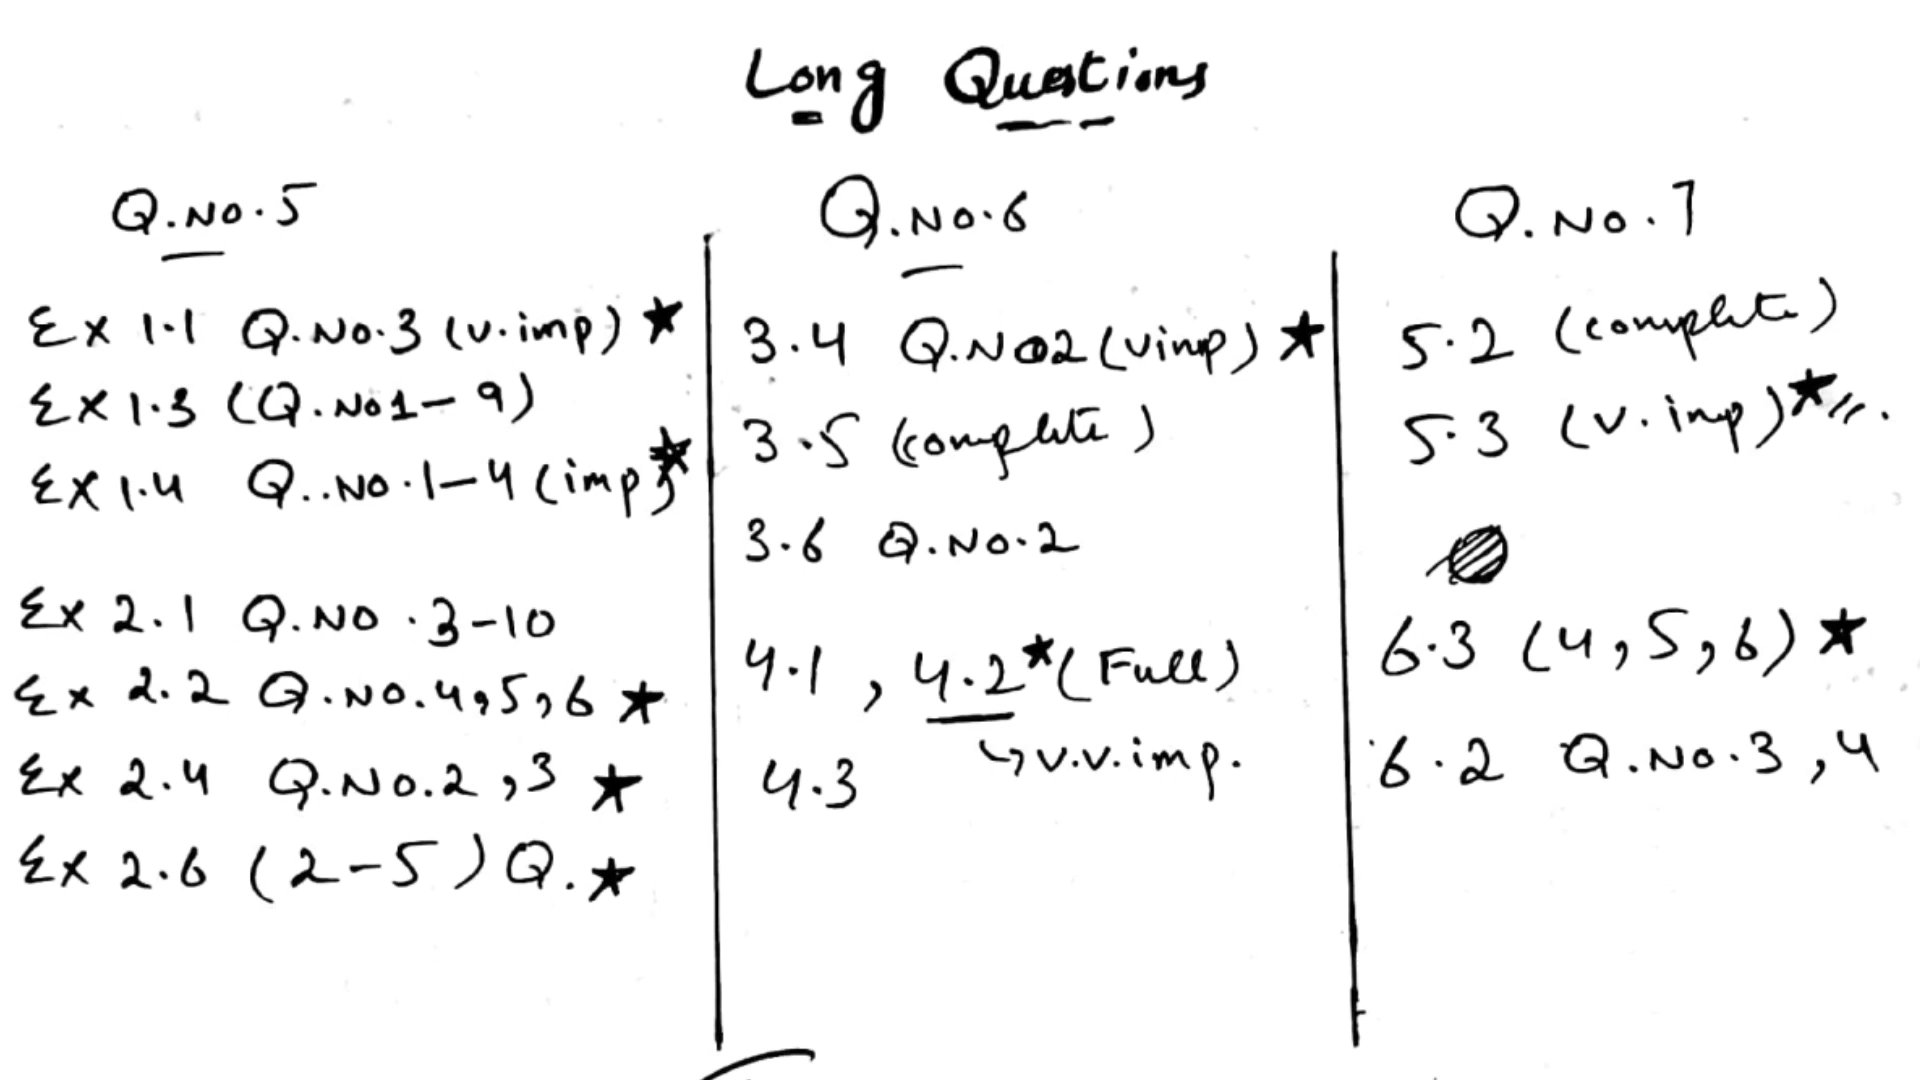 Long Questions
Q.No.5
Ex 1.1 Q.No.3 (v.imp) ★
Ex 1.3 (Q.No1-9)
Ex 1.4 Q..No.1-4 (imp) ★
Ex 2.1 Q.No.3-10
Ex 2.2 Q.No.4,5,6 ★
Ex 2.4 Q.No.2,3 ★
Ex 2.6 (2-5) Q. ★
Q.No.6
3.4 Q.No2 (vimp) ★
3.5 (complete)
3.6 Q.No.2
4.1, 4.2 ★ (Full)
↳ v.v.imp.
4.3
Q.No.7
5.2 (complete)
5.3 (v.imp) ★
6.3 (4,5,6) ★
6.2 Q.No.3,4